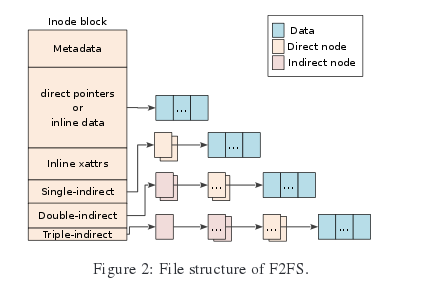 Inode block
Metadata
direct pointers
or
inline data
Inline xattrs
Single-indirect
Double-indirect
Triple-indirect
Data
Direct node
Indirect node
...
...
...
...
...
...
...
Figure 2: File structure of F2FS.